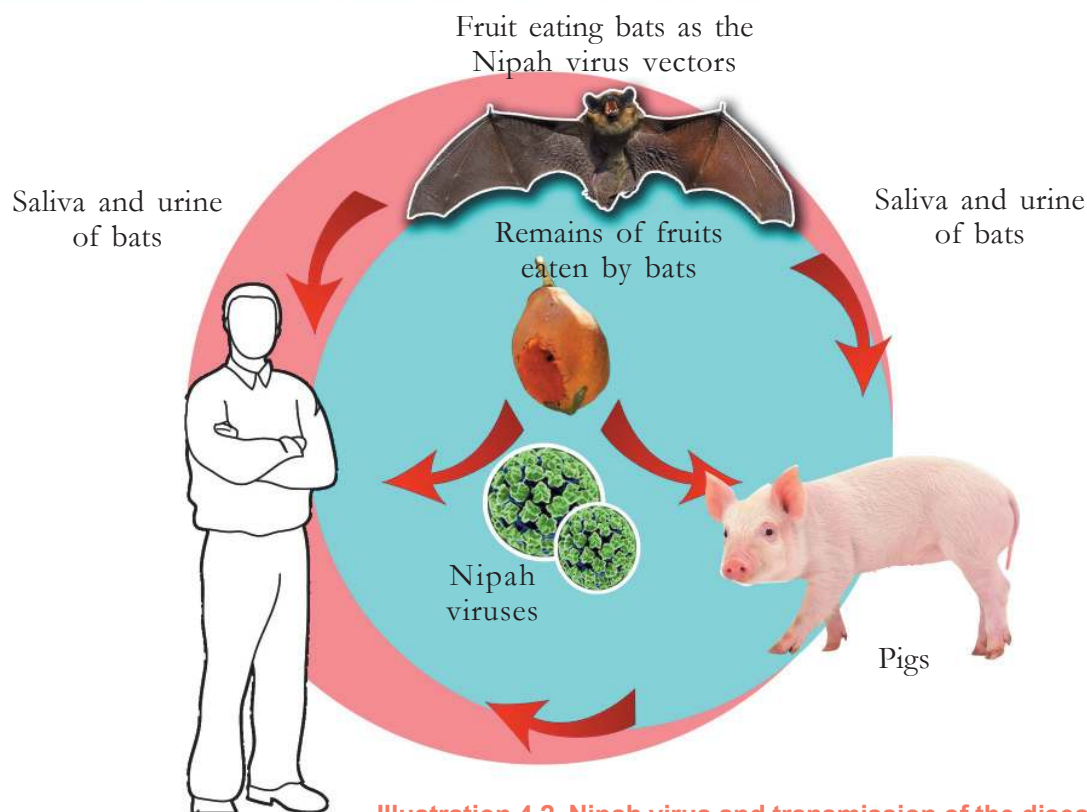 Fruit eating bats as the
Nipah virus vectors
Saliva and urine
of bats
Saliva and urine
of bats
Remains of fruits
eaten by bats
Nipah
viruses
Pigs
Illustration 4.2 Nipah virus and transmission of the